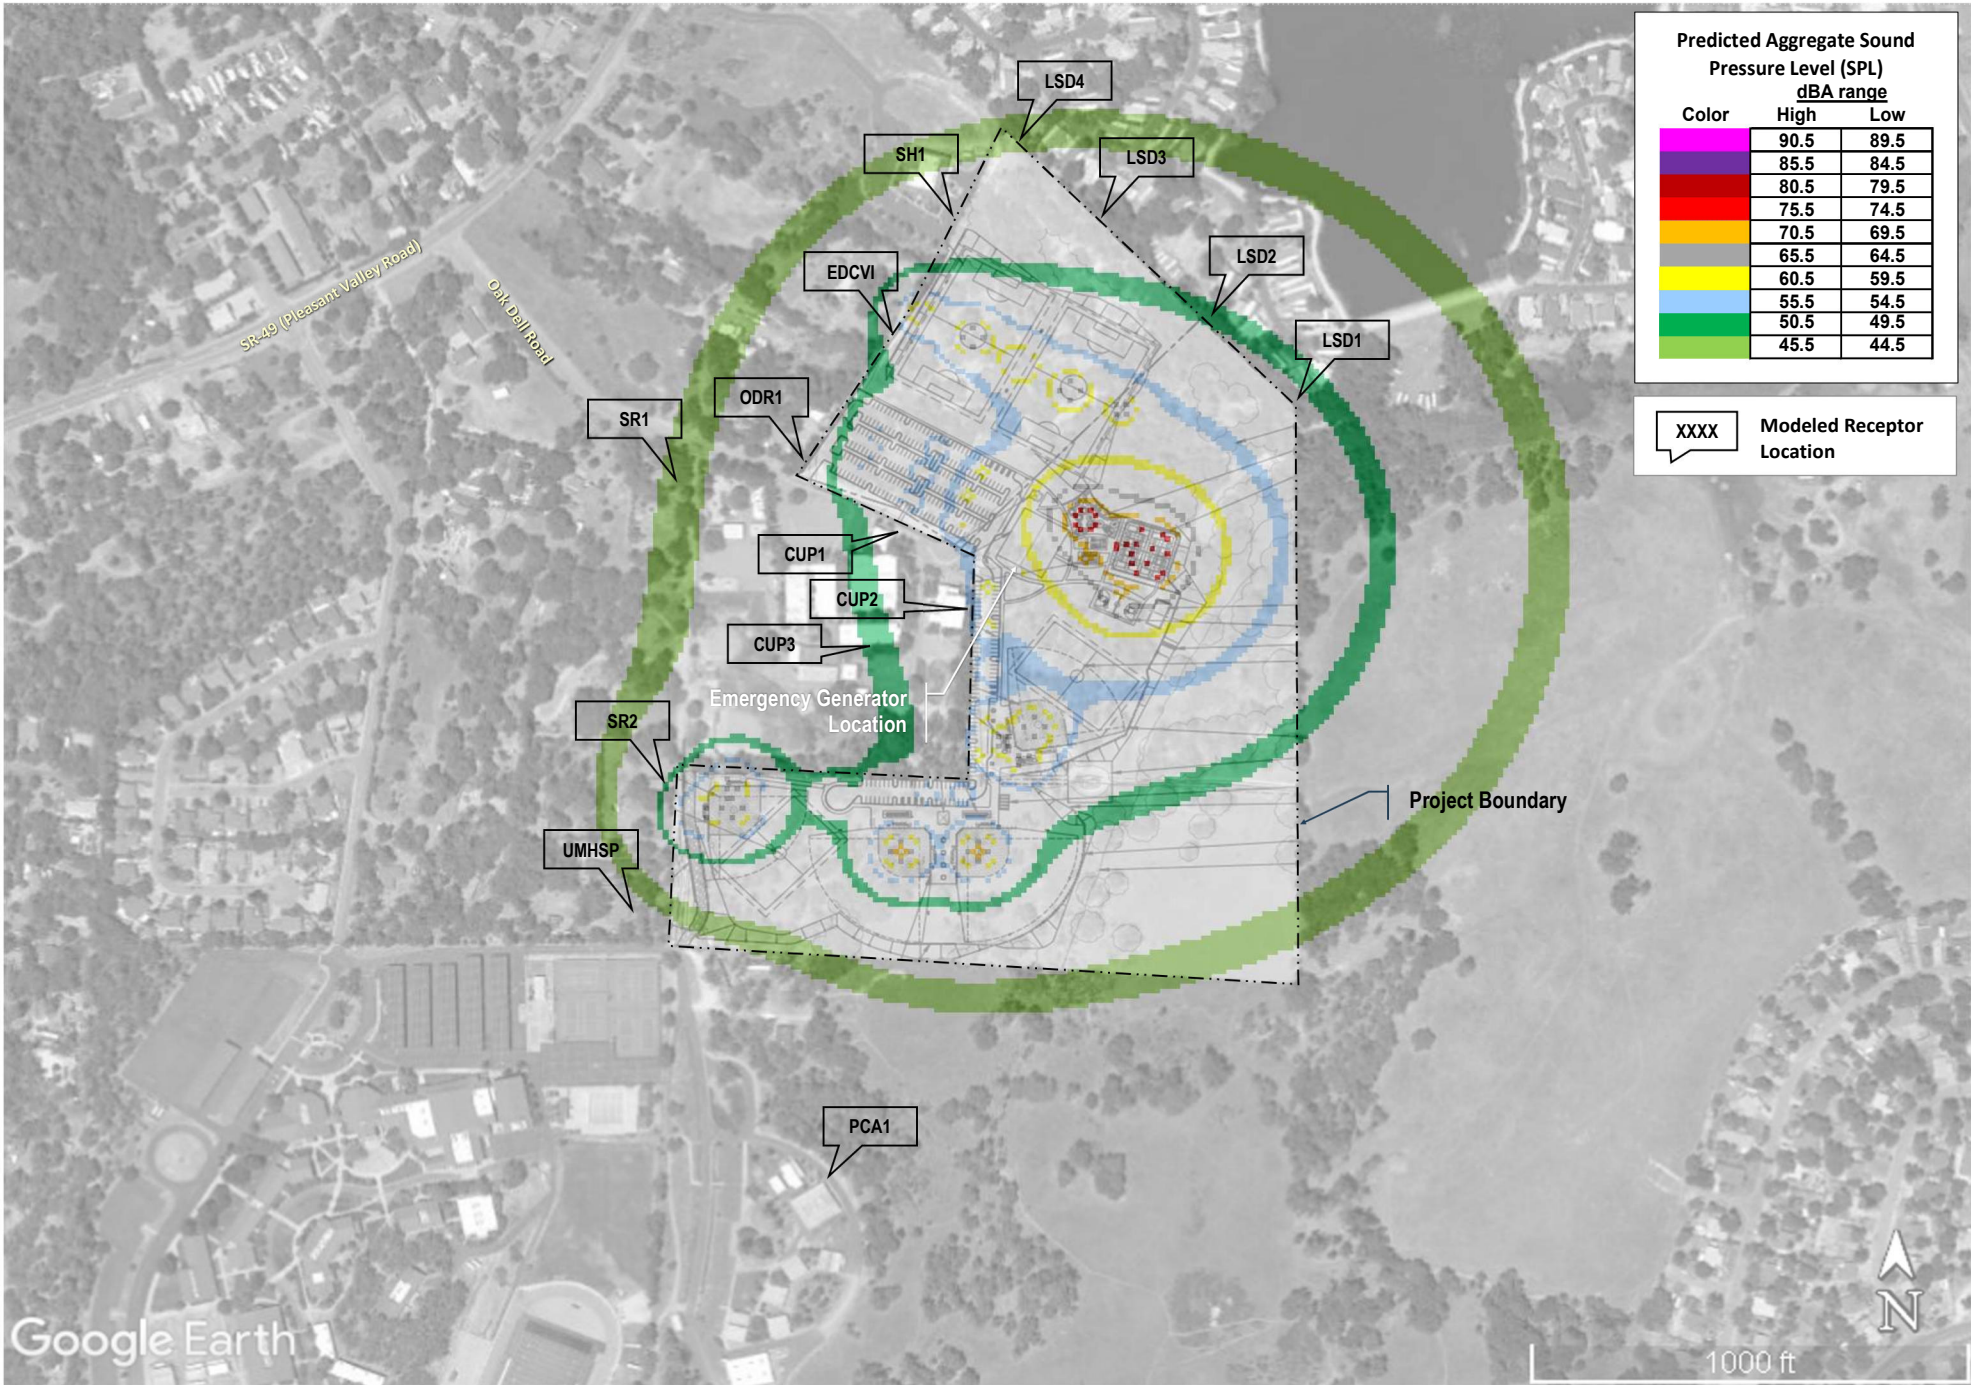 Predicted Aggregate Sound
Pressure Level (SPL)
dBA range
Color High Low
90.5 89.5
85.5 84.5
80.5 79.5
75.5 74.5
70.5 69.5
65.5 64.5
60.5 59.5
55.5 54.5
50.5 49.5
45.5 44.5
XXXX
Modeled Receptor
Location
LSD4
SH1
LSD3
EDCVI
LSD2
LSD1
SR-49 (Pleasant Valley Road)
Oak Dell Road
ODR1
SR1
CUP1
CUP2
CUP3
Emergency Generator
Location
SR2
Project Boundary
UMHSP
PCA1
N
Google Earth
1000 ft